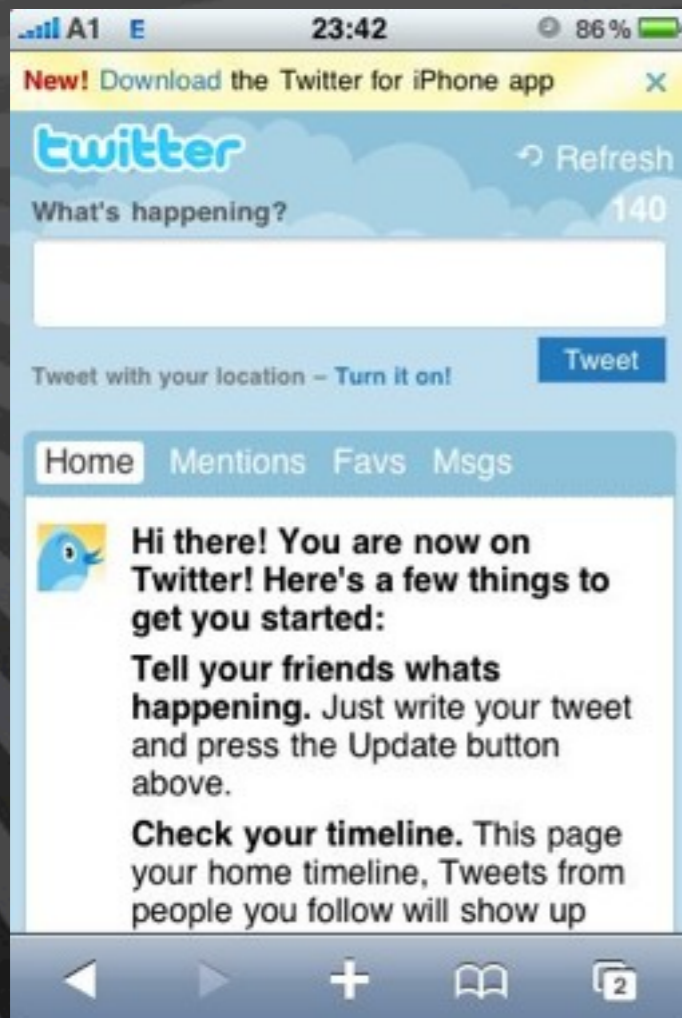 A1 E 23:42 86%
New! Download the Twitter for iPhone app ×
twitter Refresh
What's happening? 140
Tweet with your location – Turn it on! Tweet
Home Mentions Favs Msgs
Hi there! You are now on
Twitter! Here's a few things to
get you started:
Tell your friends whats
happening. Just write your tweet
and press the Update button
above.
Check your timeline. This page
your home timeline, Tweets from
people you follow will show up
2